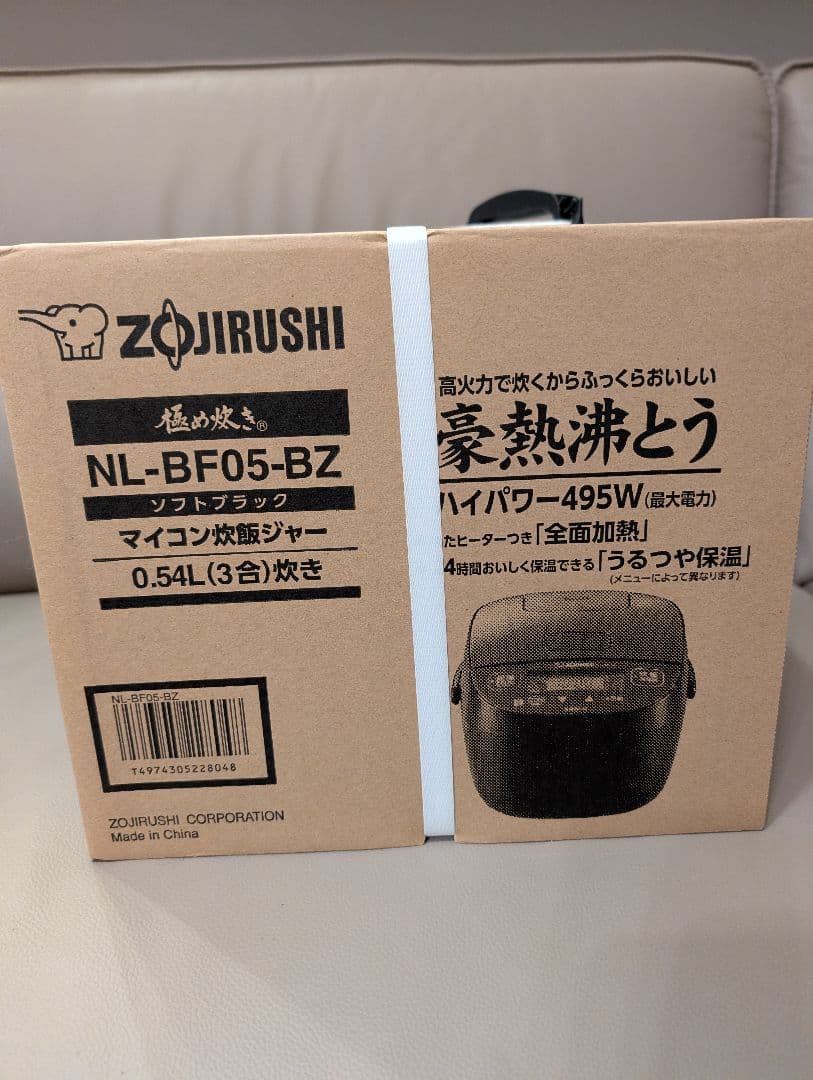 ZOJIRUSHI
極め炊き®
NL-BF05-BZ
ソフトブラック
マイコン炊飯ジャー
0.54L(3合)炊き
NL-BF05-BZ
T4974305228048
ZOJIRUSHI CORPORATION
Made in China
高火力で炊くからふっくらおいしい
豪熱沸とう
ハイパワー495W(最大電力)
たヒーターつき「全面加熱」
4時間おいしく保温できる「うるつや保温」
(メニューによって異なります)